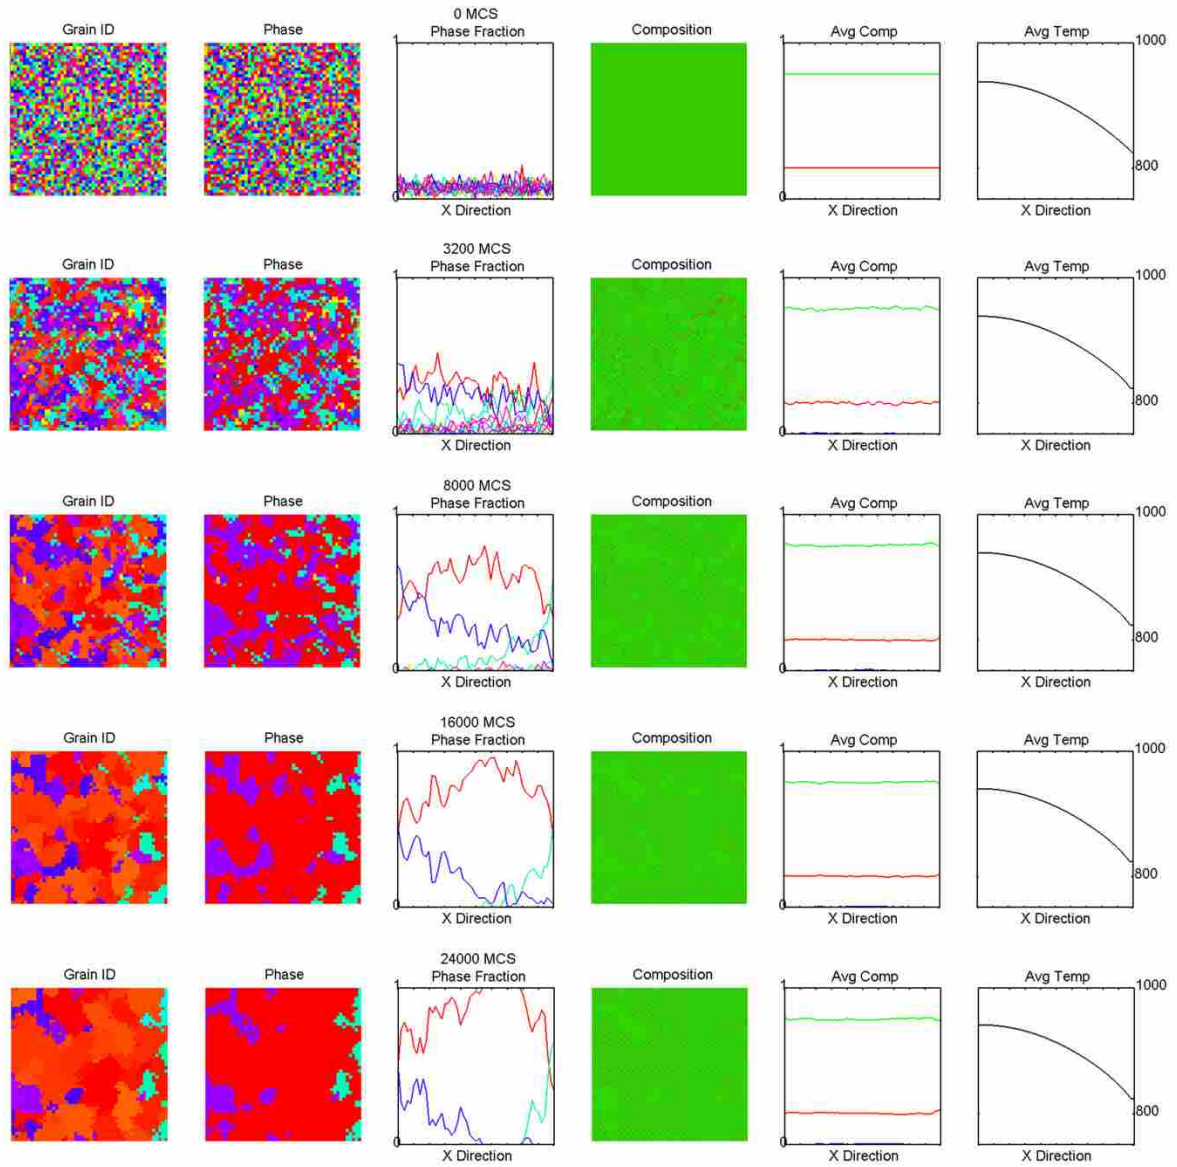 0 MCS
Grain ID Phase Phase Fraction Composition Avg Comp Avg Temp
1 1 1000
800
0 0
X Direction X Direction X Direction
3200 MCS
Grain ID Phase Phase Fraction Composition Avg Comp Avg Temp
1 1 1000
800
0 0
X Direction X Direction X Direction
8000 MCS
Grain ID Phase Phase Fraction Composition Avg Comp Avg Temp
1 1 1000
800
0 0
X Direction X Direction X Direction
16000 MCS
Grain ID Phase Phase Fraction Composition Avg Comp Avg Temp
1 1 1000
800
0 0
X Direction X Direction X Direction
24000 MCS
Grain ID Phase Phase Fraction Composition Avg Comp Avg Temp
1 1 1000
800
0 0
X Direction X Direction X Direction